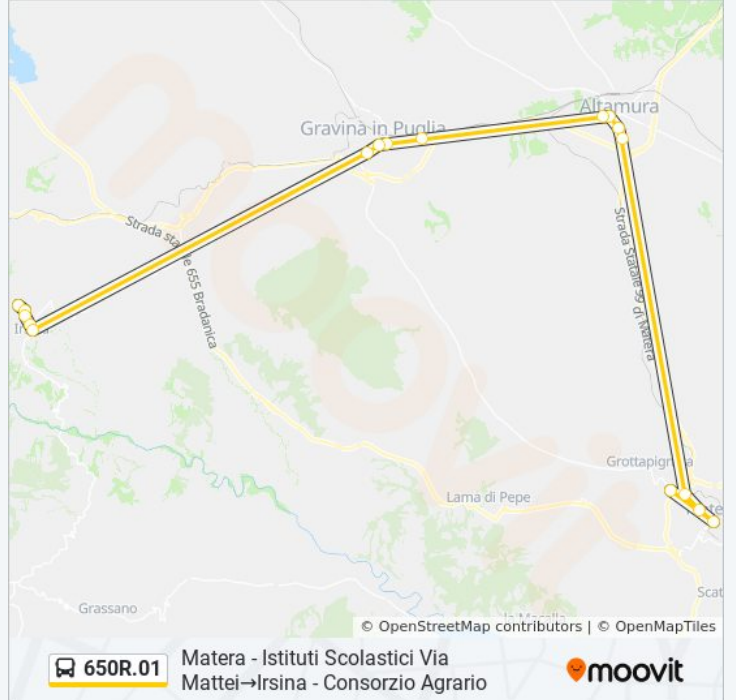 Altamura
Gravina in Puglia
Strada statale 655 Bradanica
Strada Statale 99 di Matera
Grottapignata
Lama di Pepe
Grassano
© OpenStreetMap contributors | © OpenMapTiles
650R.01
Matera - Istituti Scolastici Via
Mattei→Irsina - Consorzio Agrario
moovit